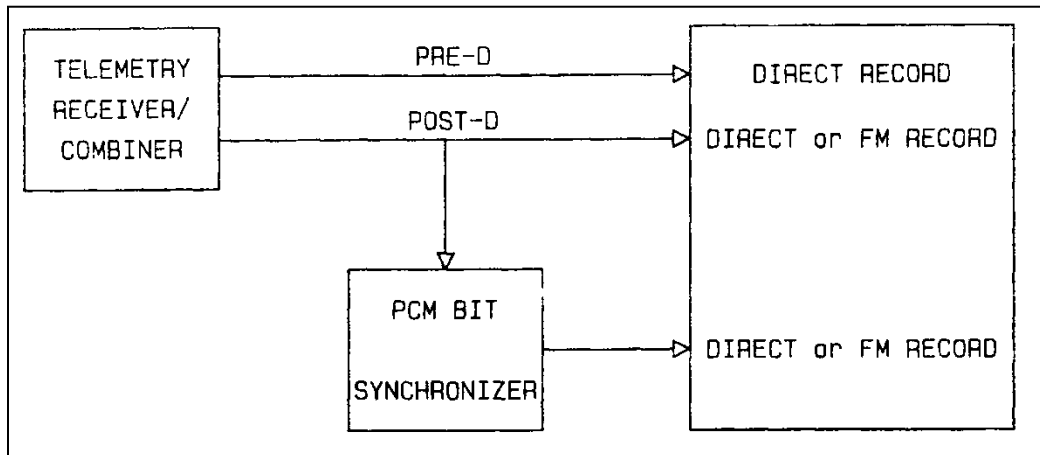 TELEMETRY
RECEIVER/
COMBINER
PRE-D
POST-D
DIRECT RECORD
DIRECT or FM RECORD
PCM BIT
SYNCHRONIZER
DIRECT or FM RECORD